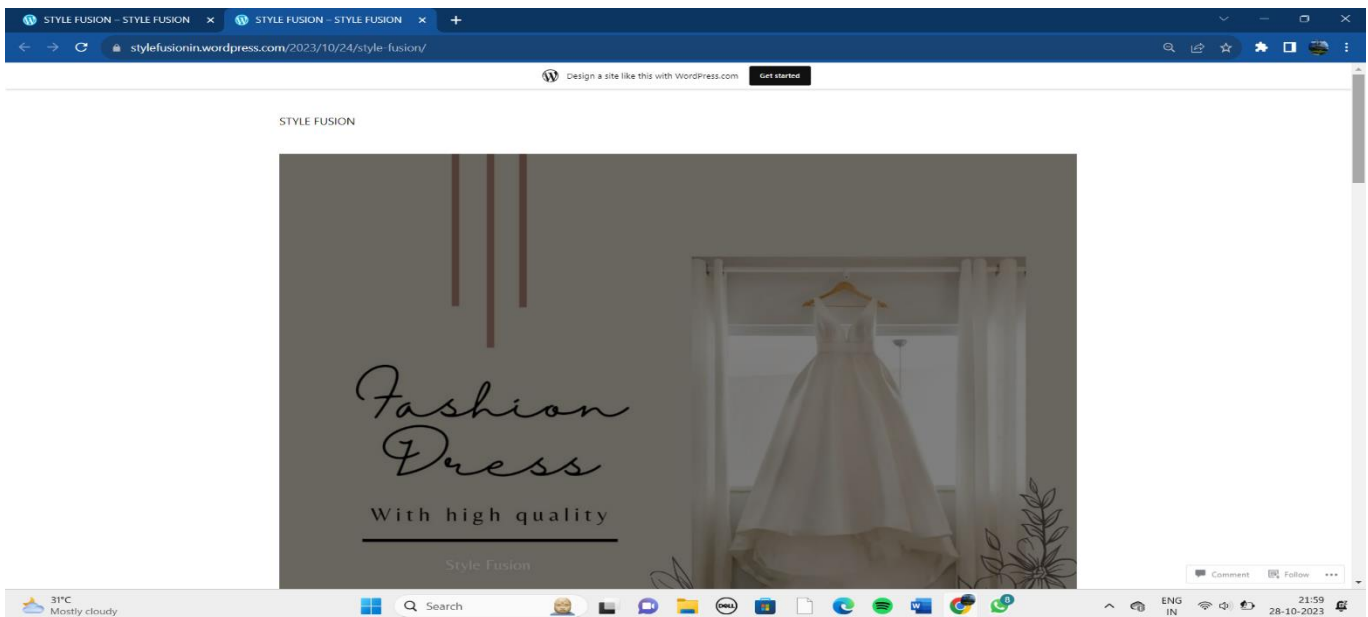 STYLE FUSION – STYLE FUSION
STYLE FUSION – STYLE FUSION
stylefusionin.wordpress.com/2023/10/24/style-fusion/
Design a site like this with WordPress.com
Get started
STYLE FUSION
Fashion
Dress
With high quality
Style Fusion
Comment
Follow
31°C
Mostly cloudy
Search
DELL
W
8
ENG
IN
21:59
28-10-2023